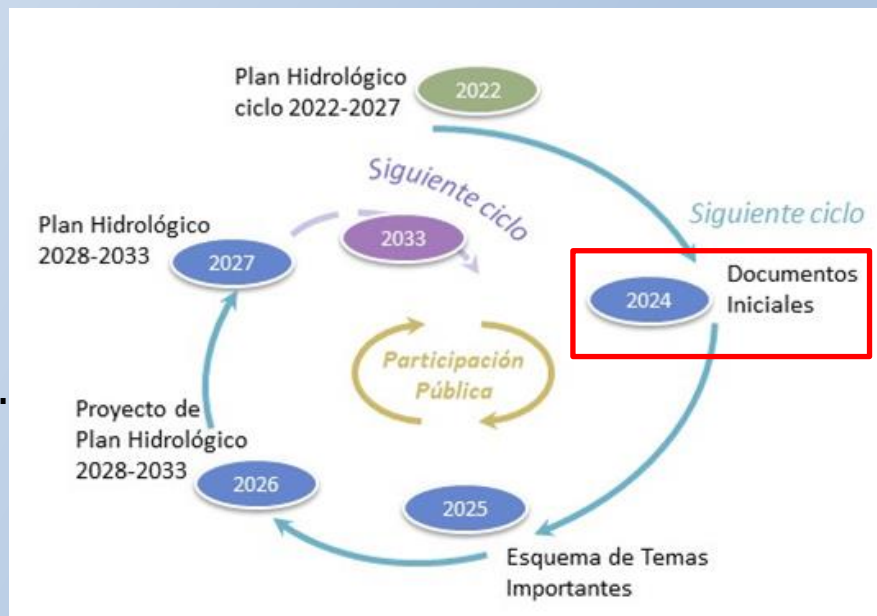 Plan Hidrológico
ciclo 2022-2027
2022
Siguiente ciclo
Siguiente ciclo
Plan Hidrológico
2028-2033
2027
2033
2024
Documentos
Iniciales
Participación
Pública
Proyecto de
Plan Hidrológico
2028-2033
2026
2025
Esquema de Temas
Importantes